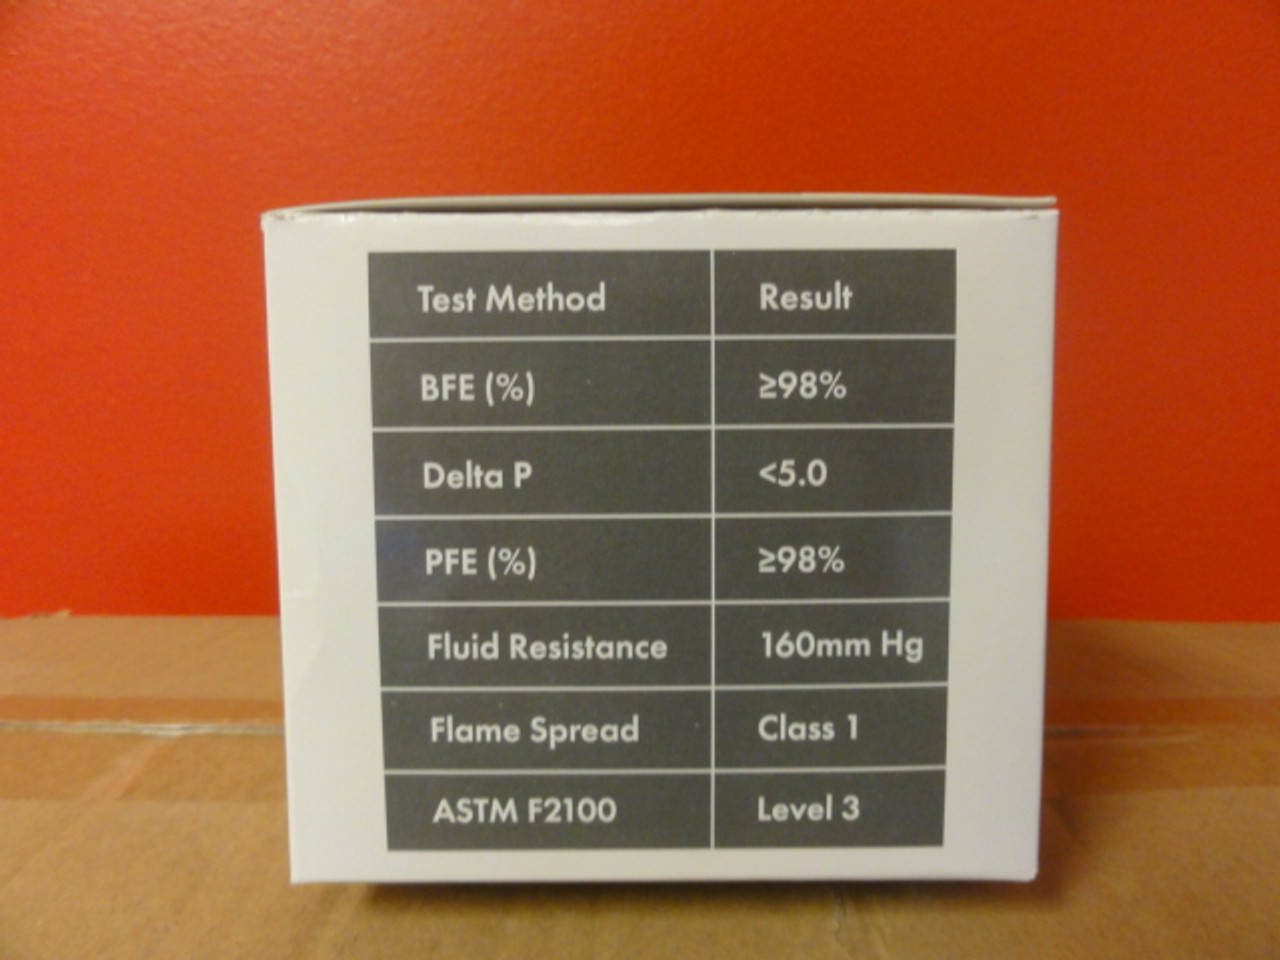 Test Method Result
BFE (%) ≥98%
Delta P <5.0
PFE (%) ≥98%
Fluid Resistance 160mm Hg
Flame Spread Class 1
ASTM F2100 Level 3